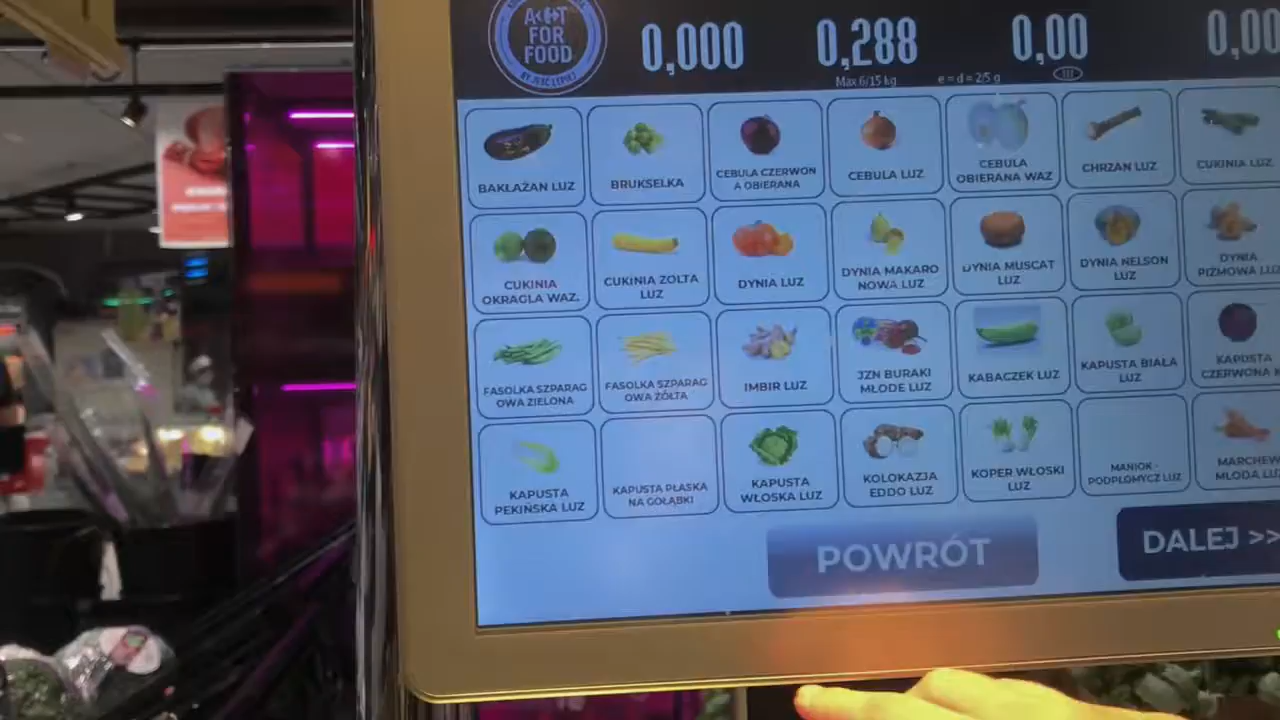 ACT
FOR
FOOD
0,000
0,288
0,00
0,00
Max 6/15 kg
e = d = 2/5 g
BAKŁAŻAN LUZ
BRUKSELKA
CEBULA CZERWON
A OBIERANA
CEBULA LUZ
CEBULA
OBIERANA WAZ
CHRZAN LUZ
CUKINIA LUZ
CUKINIA
OKRAGLA WAZ.
CUKINIA ZOLTA
LUZ
DYNIA LUZ
DYNIA MAKARO
NOWA LUZ
DYNIA MUSCAT
LUZ
DYNIA NELSON
LUZ
DYNIA
PIŻMOWA LUZ
FASOLKA SZPARAG
OWA ZIELONA
FASOLKA SZPARAG
OWA ŻÓŁTA
IMBIR LUZ
JZN BURAKI
MŁODE LUZ
KABACZEK LUZ
KAPUSTA BIAŁA
LUZ
KAPUSTA
CZERWONA
KAPUSTA
PEKIŃSKA LUZ
KAPUSTA PŁASKA
NA GOŁĄBKI
KAPUSTA
WŁOSKA LUZ
KOLOKAZJA
EDDO LUZ
KOPER WŁOSKI
LUZ
MANIOK -
PODPŁOMYCZ LUZ
MARCHEW
MŁODA LUZ
POWRÓT
DALEJ >>